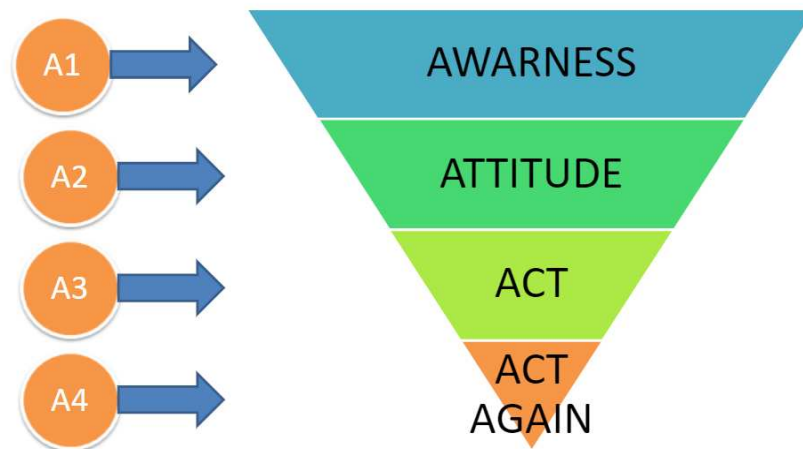 A1
AWARNESS
A2
ATTITUDE
A3
ACT
A4
ACT
AGAIN